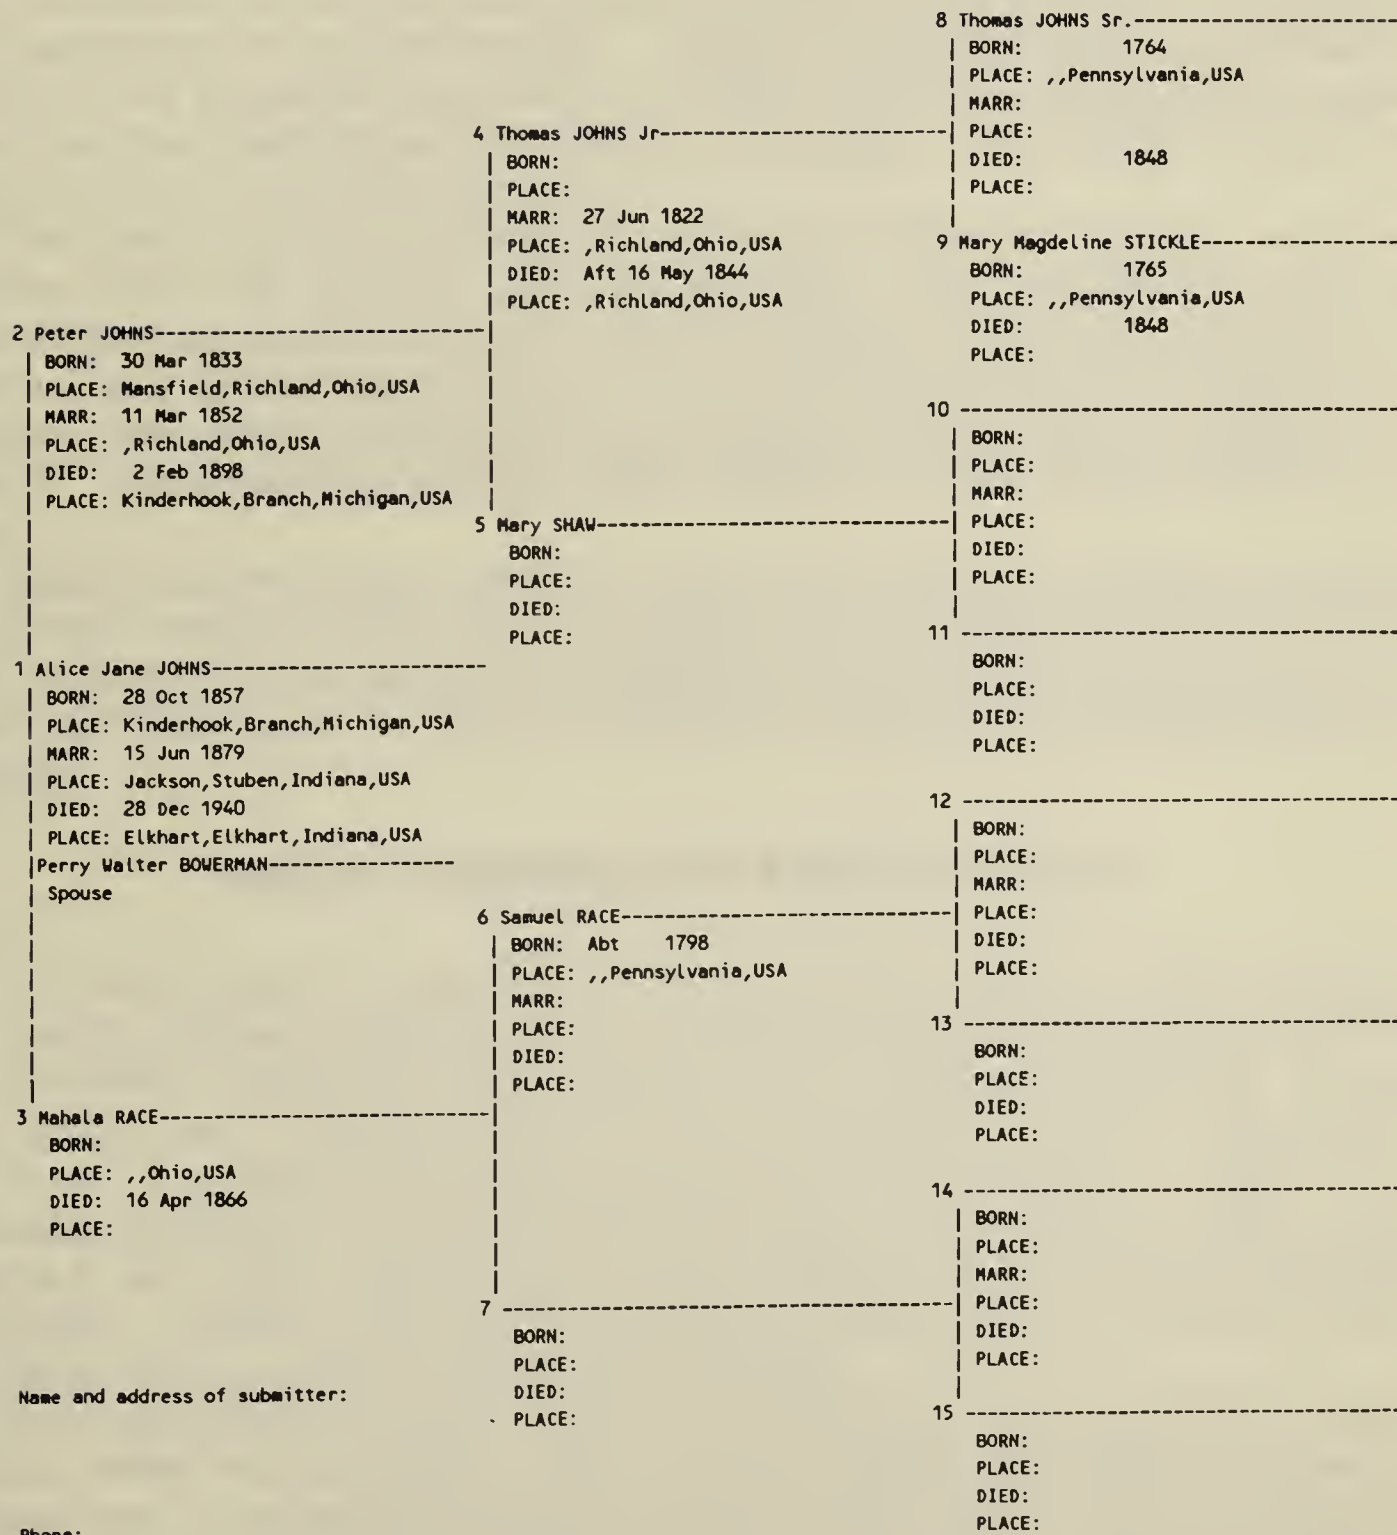 8 Thomas JOHNS Sr.
BORN: 1764
PLACE: ,,Pennsylvania,USA
MARR:
PLACE:
DIED: 1848
PLACE:
4 Thomas JOHNS Jr
BORN:
PLACE:
MARR: 27 Jun 1822
PLACE: ,Richland,Ohio,USA
DIED: Aft 16 May 1844
PLACE: ,Richland,Ohio,USA
9 Mary Magdeline STICKLE
BORN: 1765
PLACE: ,,Pennsylvania,USA
DIED: 1848
PLACE:
2 Peter JOHNS
BORN: 30 Mar 1833
PLACE: Mansfield,Richland,Ohio,USA
MARR: 11 Mar 1852
PLACE: ,Richland,Ohio,USA
DIED: 2 Feb 1898
PLACE: Kinderhook,Branch,Michigan,USA
10
BORN:
PLACE:
MARR:
PLACE:
DIED:
PLACE:
5 Mary SHAW
BORN:
PLACE:
DIED:
PLACE:
11
BORN:
PLACE:
DIED:
PLACE:
1 Alice Jane JOHNS
BORN: 28 Oct 1857
PLACE: Kinderhook,Branch,Michigan,USA
MARR: 15 Jun 1879
PLACE: Jackson,Stuben,Indiana,USA
DIED: 28 Dec 1940
PLACE: Elkhart,Elkhart,Indiana,USA
Perry Walter BOWERMAN
Spouse
12
BORN:
PLACE:
MARR:
PLACE:
DIED:
PLACE:
6 Samuel RACE
BORN: Abt 1798
PLACE: ,,Pennsylvania,USA
MARR:
PLACE:
DIED:
PLACE:
13
BORN:
PLACE:
DIED:
PLACE:
3 Mahala RACE
BORN:
PLACE: ,,Ohio,USA
DIED: 16 Apr 1866
PLACE:
14
BORN:
PLACE:
MARR:
PLACE:
DIED:
PLACE:
7
BORN:
PLACE:
DIED:
PLACE:
15
BORN:
PLACE:
DIED:
PLACE:
Name and address of submitter:
Phone: